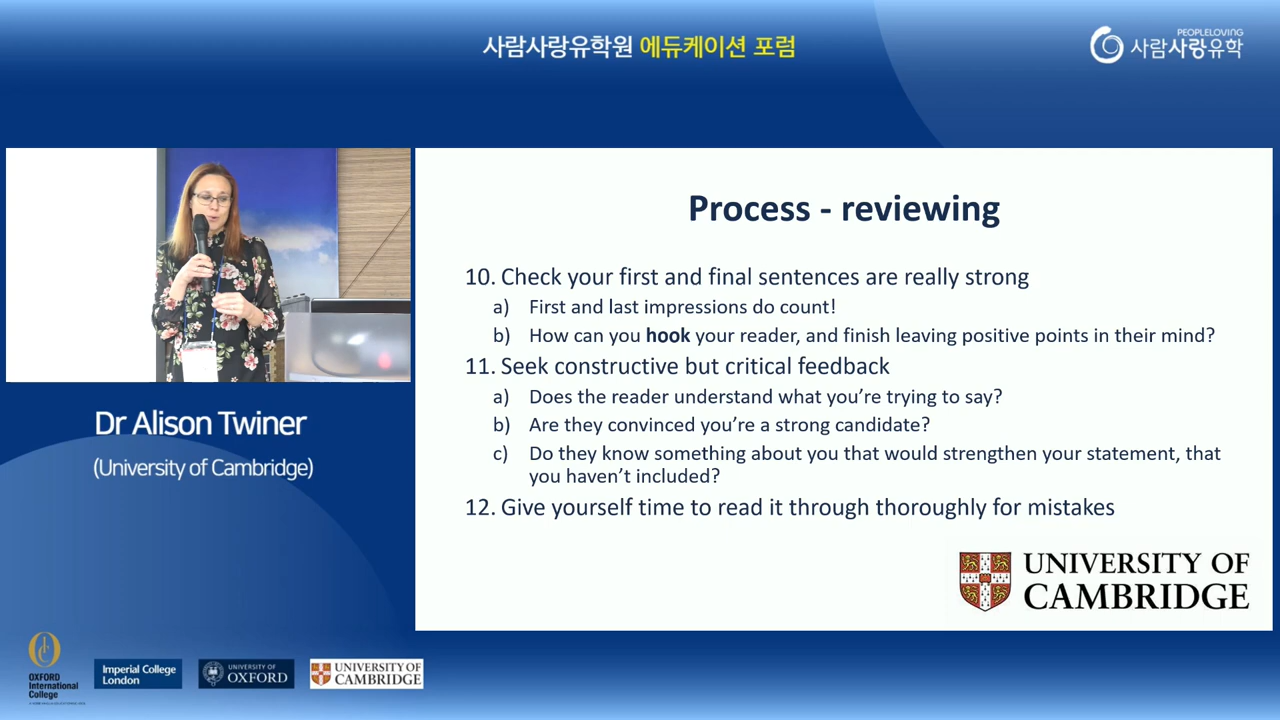 사람사랑유학원 에듀케이션 포럼
PEOPLELOVING
사람사랑유학
Process - reviewing
10. Check your first and final sentences are really strong
a) First and last impressions do count!
b) How can you hook your reader, and finish leaving positive points in their mind?
11. Seek constructive but critical feedback
a) Does the reader understand what you’re trying to say?
b) Are they convinced you’re a strong candidate?
c) Do they know something about you that would strengthen your statement, that
you haven’t included?
12. Give yourself time to read it through thoroughly for mistakes
UNIVERSITY OF
CAMBRIDGE
Dr Alison Twiner
(University of Cambridge)
OXFORD
International
College
Imperial College
London
UNIVERSITY OF
OXFORD
UNIVERSITY OF
CAMBRIDGE